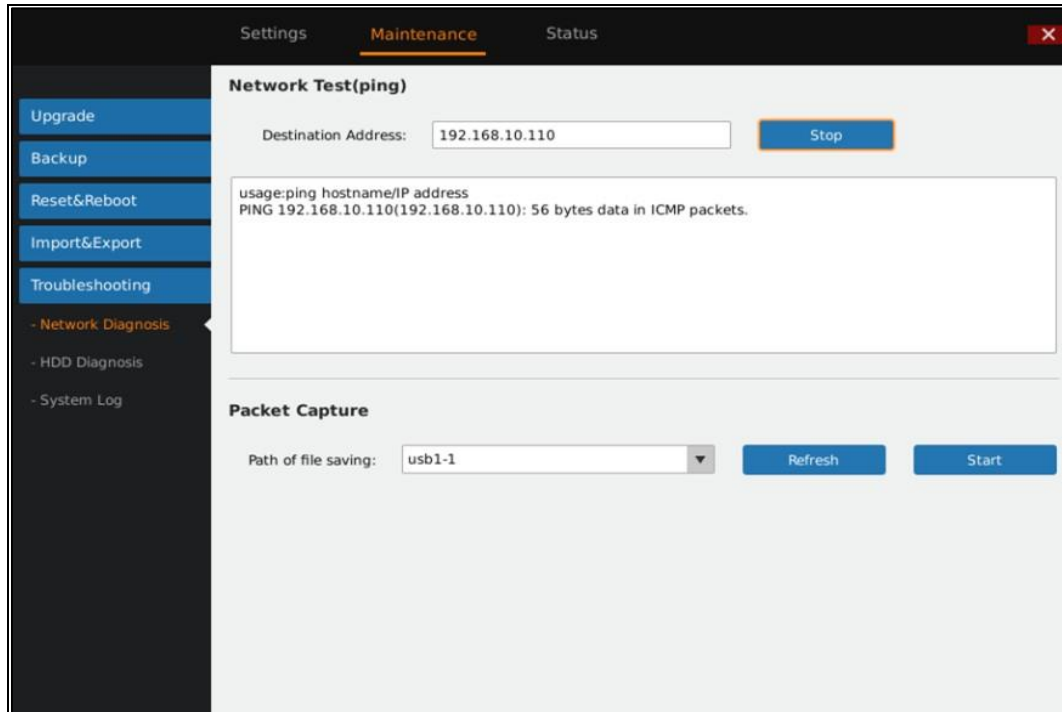 Settings
Maintenance
Status
Upgrade
Backup
Reset&Reboot
Import&Export
Troubleshooting
- Network Diagnosis
- HDD Diagnosis
- System Log
Network Test(ping)
Destination Address: 192.168.10.110 Stop
usage:ping hostname/IP address
PING 192.168.10.110(192.168.10.110): 56 bytes data in ICMP packets.
Packet Capture
Path of file saving: usb1-1 Refresh Start